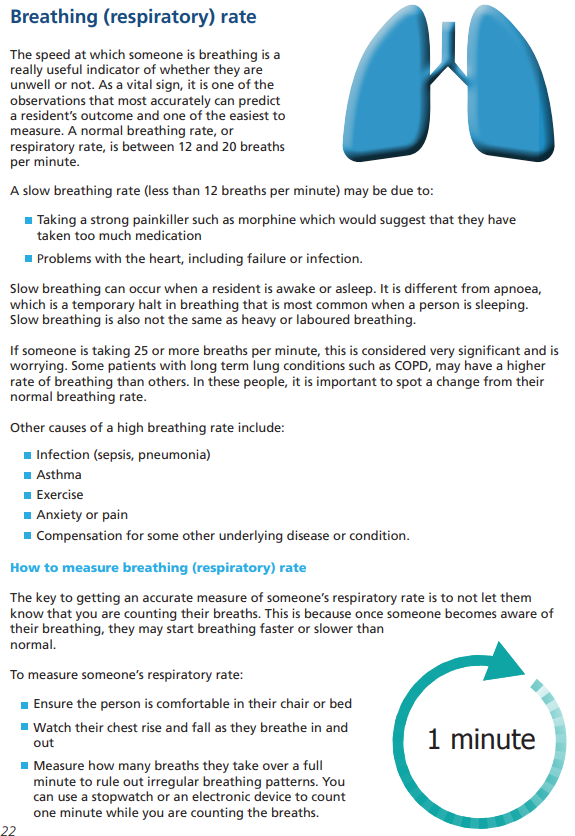 Breathing (respiratory) rate
The speed at which someone is breathing is a
really useful indicator of whether they are
unwell or not. As a vital sign, it is one of the
observations that most accurately can predict
a resident's outcome and one of the easiest to
measure. A normal breathing rate, or
respiratory rate, is between 12 and 20 breaths
per minute.
A slow breathing rate (less than 12 breaths per minute) may be due to:
Taking a strong painkiller such as morphine which would suggest that they have
taken too much medication
Problems with the heart, including failure or infection.
Slow breathing can occur when a resident is awake or asleep. It is different from apnoea,
which is a temporary halt in breathing that is most common when a person is sleeping.
Slow breathing is also not the same as heavy or laboured breathing.
If someone is taking 25 or more breaths per minute, this is considered very significant and is
worrying. Some patients with long term lung conditions such as COPD, may have a higher
rate of breathing than others. In these people, it is important to spot a change from their
normal breathing rate.
Other causes of a high breathing rate include:
Infection (sepsis, pneumonia)
Asthma
Exercise
Anxiety or pain
Compensation for some other underlying disease or condition.
How to measure breathing (respiratory) rate
The key to getting an accurate measure of someone's respiratory rate is to not let them
know that you are counting their breaths. This is because once someone becomes aware of
their breathing, they may start breathing faster or slower than
normal.
To measure someone's respiratory rate:
Ensure the person is comfortable in their chair or bed
Watch their chest rise and fall as they breathe in and
out
Measure how many breaths they take over a full
minute to rule out irregular breathing patterns. You
can use a stopwatch or an electronic device to count
one minute while you are counting the breaths.
1 minute
22